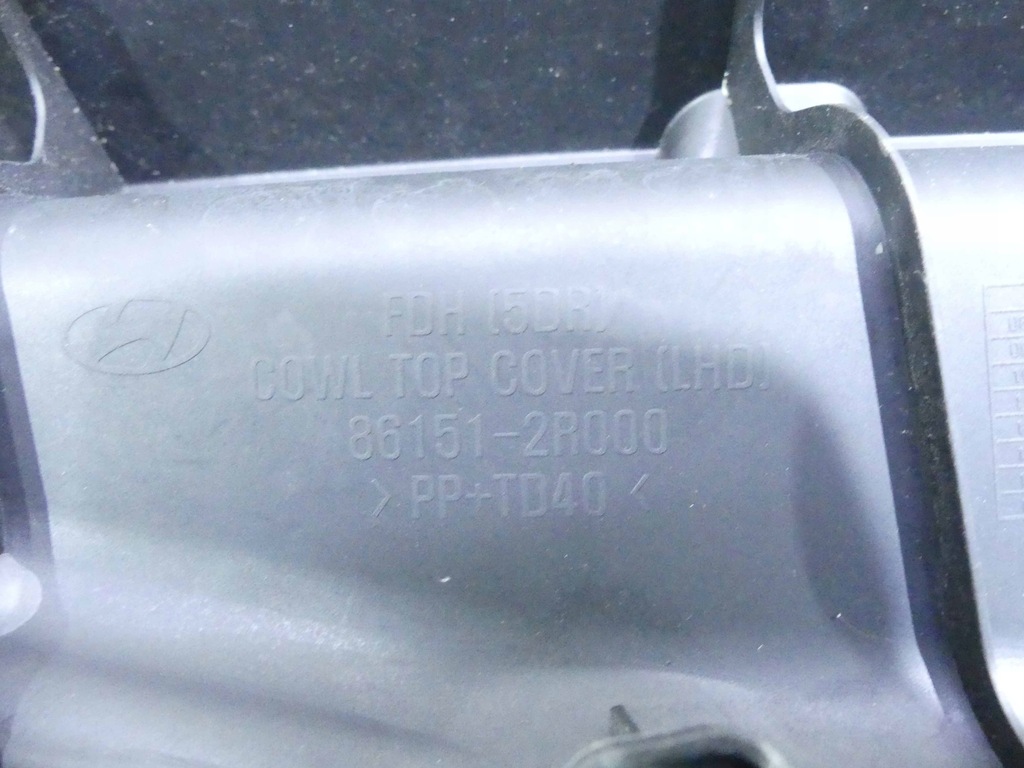 FDH (5DR)
COWL TOP COVER (LHD)
86151-2R000
>PP+TD40<